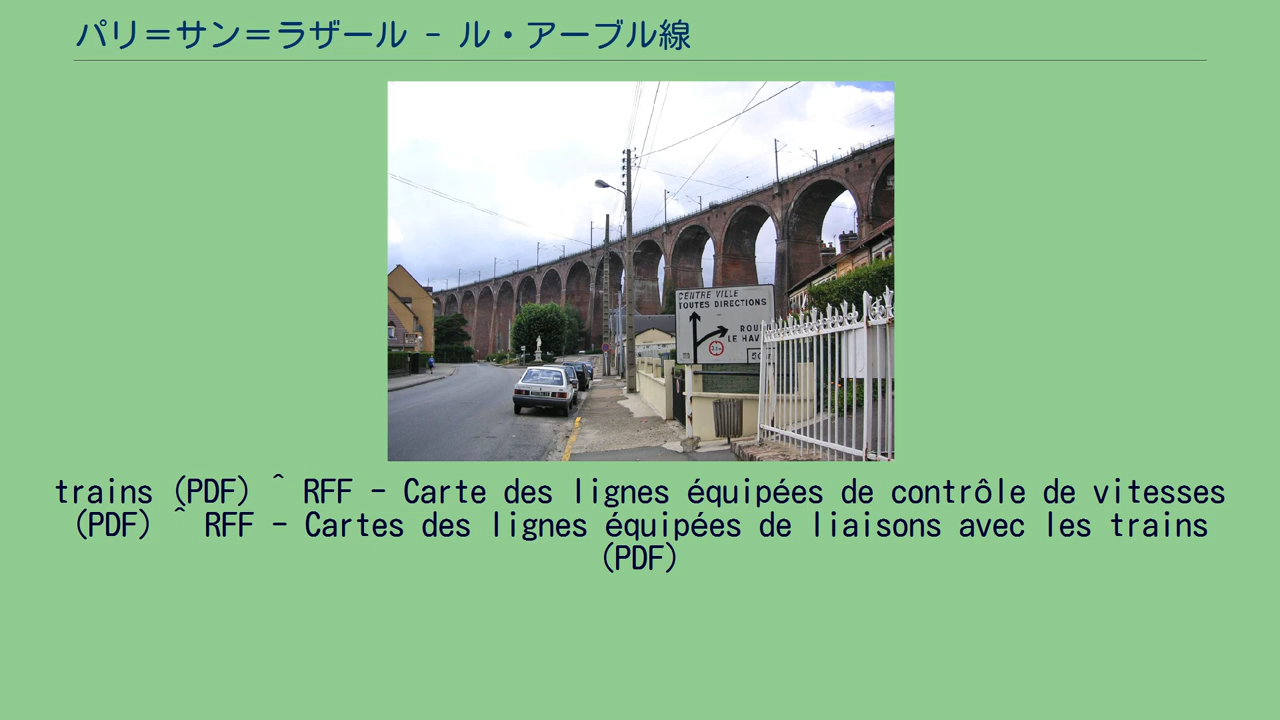 パリ＝サン＝ラザール - ル・アーブル線
CENTRE VILLE
TOUTES DIRECTIONS
LE HAV
trains (PDF) ^ RFF - Carte des lignes équipées de contrôle de vitesses
(PDF) ^ RFF - Cartes des lignes équipées de liaisons avec les trains
(PDF)